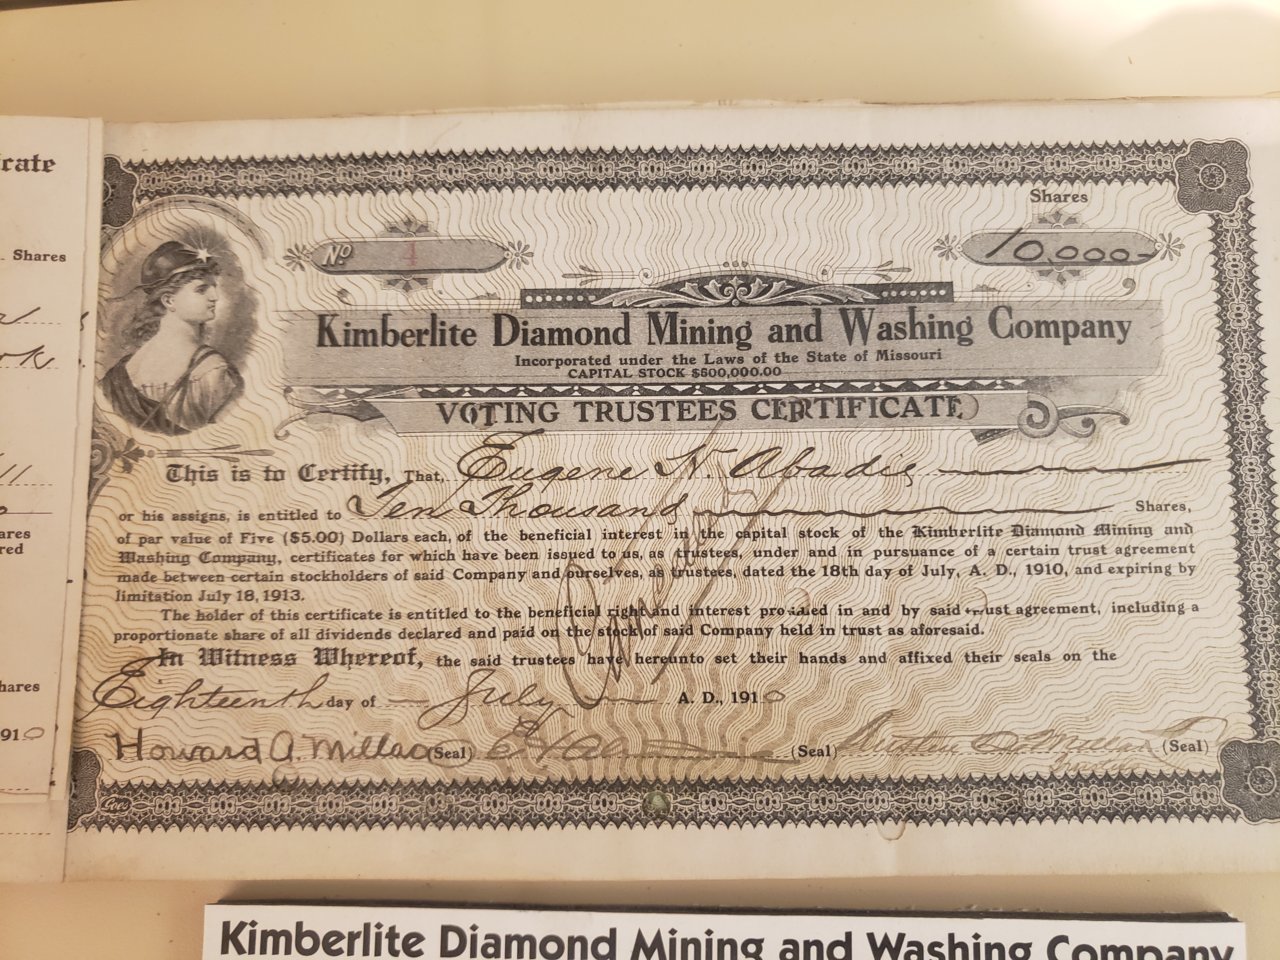 cate
Shares
Shares
No 4
10,000-
Kimberlite Diamond Mining and Washing Company
Incorporated under the Laws of the State of Missouri
CAPITAL STOCK $500,000.00
VOTING TRUSTEES CERTIFICATE
This is to Certify, That, Eugene N. Abadie
or his assigns, is entitled to Ten Thousand Shares,
of par value of Five ($5.00) Dollars each, of the beneficial interest in the capital stock of the Kimberlite Diamond Mining and
Washing Company, certificates for which have been issued to us, as trustees, under and in pursuance of a certain trust agreement
made between certain stockholders of said Company and ourselves, as trustees, dated the 18th day of July, A. D., 1910, and expiring by
limitation July 18, 1913.
The holder of this certificate is entitled to the beneficial right and interest provided in and by said trust agreement, including a
proportionate share of all dividends declared and paid on the stock of said Company held in trust as aforesaid.
In Witness Whereof, the said trustees have hereunto set their hands and affixed their seals on the
Eighteenth day of July A. D., 1910
Howard A. Millar (Seal) (Seal) (Seal)
ares
red
hares
910
Goes
Kimberlite Diamond Mining and Washing Company